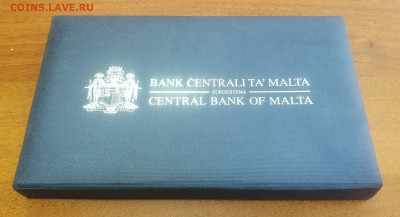 COINS.LAVE.RU
BANK ĊENTRALI TA' MALTA
EUROSISTEMA
CENTRAL BANK OF MALTA